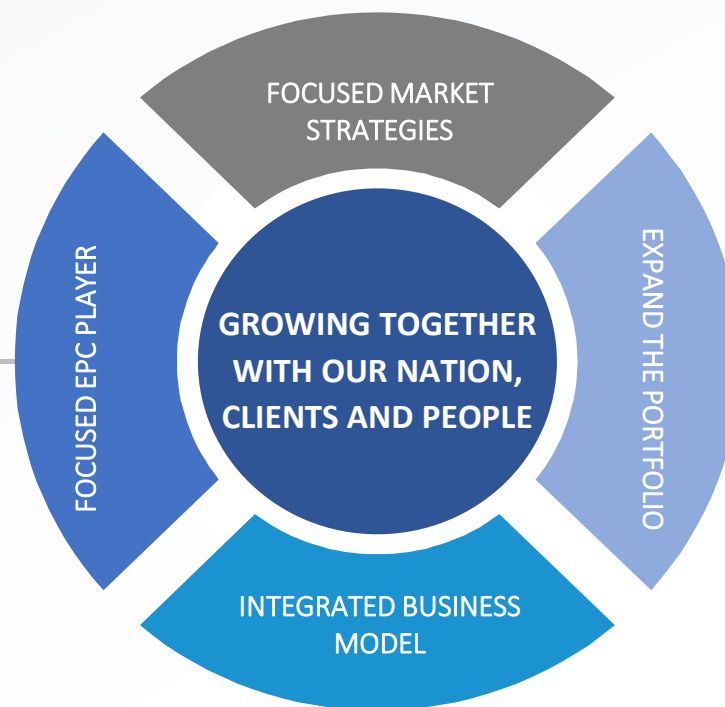 FOCUSED MARKET
STRATEGIES
FOCUSED EPC PLAYER
GROWING TOGETHER
WITH OUR NATION,
CLIENTS AND PEOPLE
EXPAND THE PORTFOLIO
INTEGRATED BUSINESS
MODEL